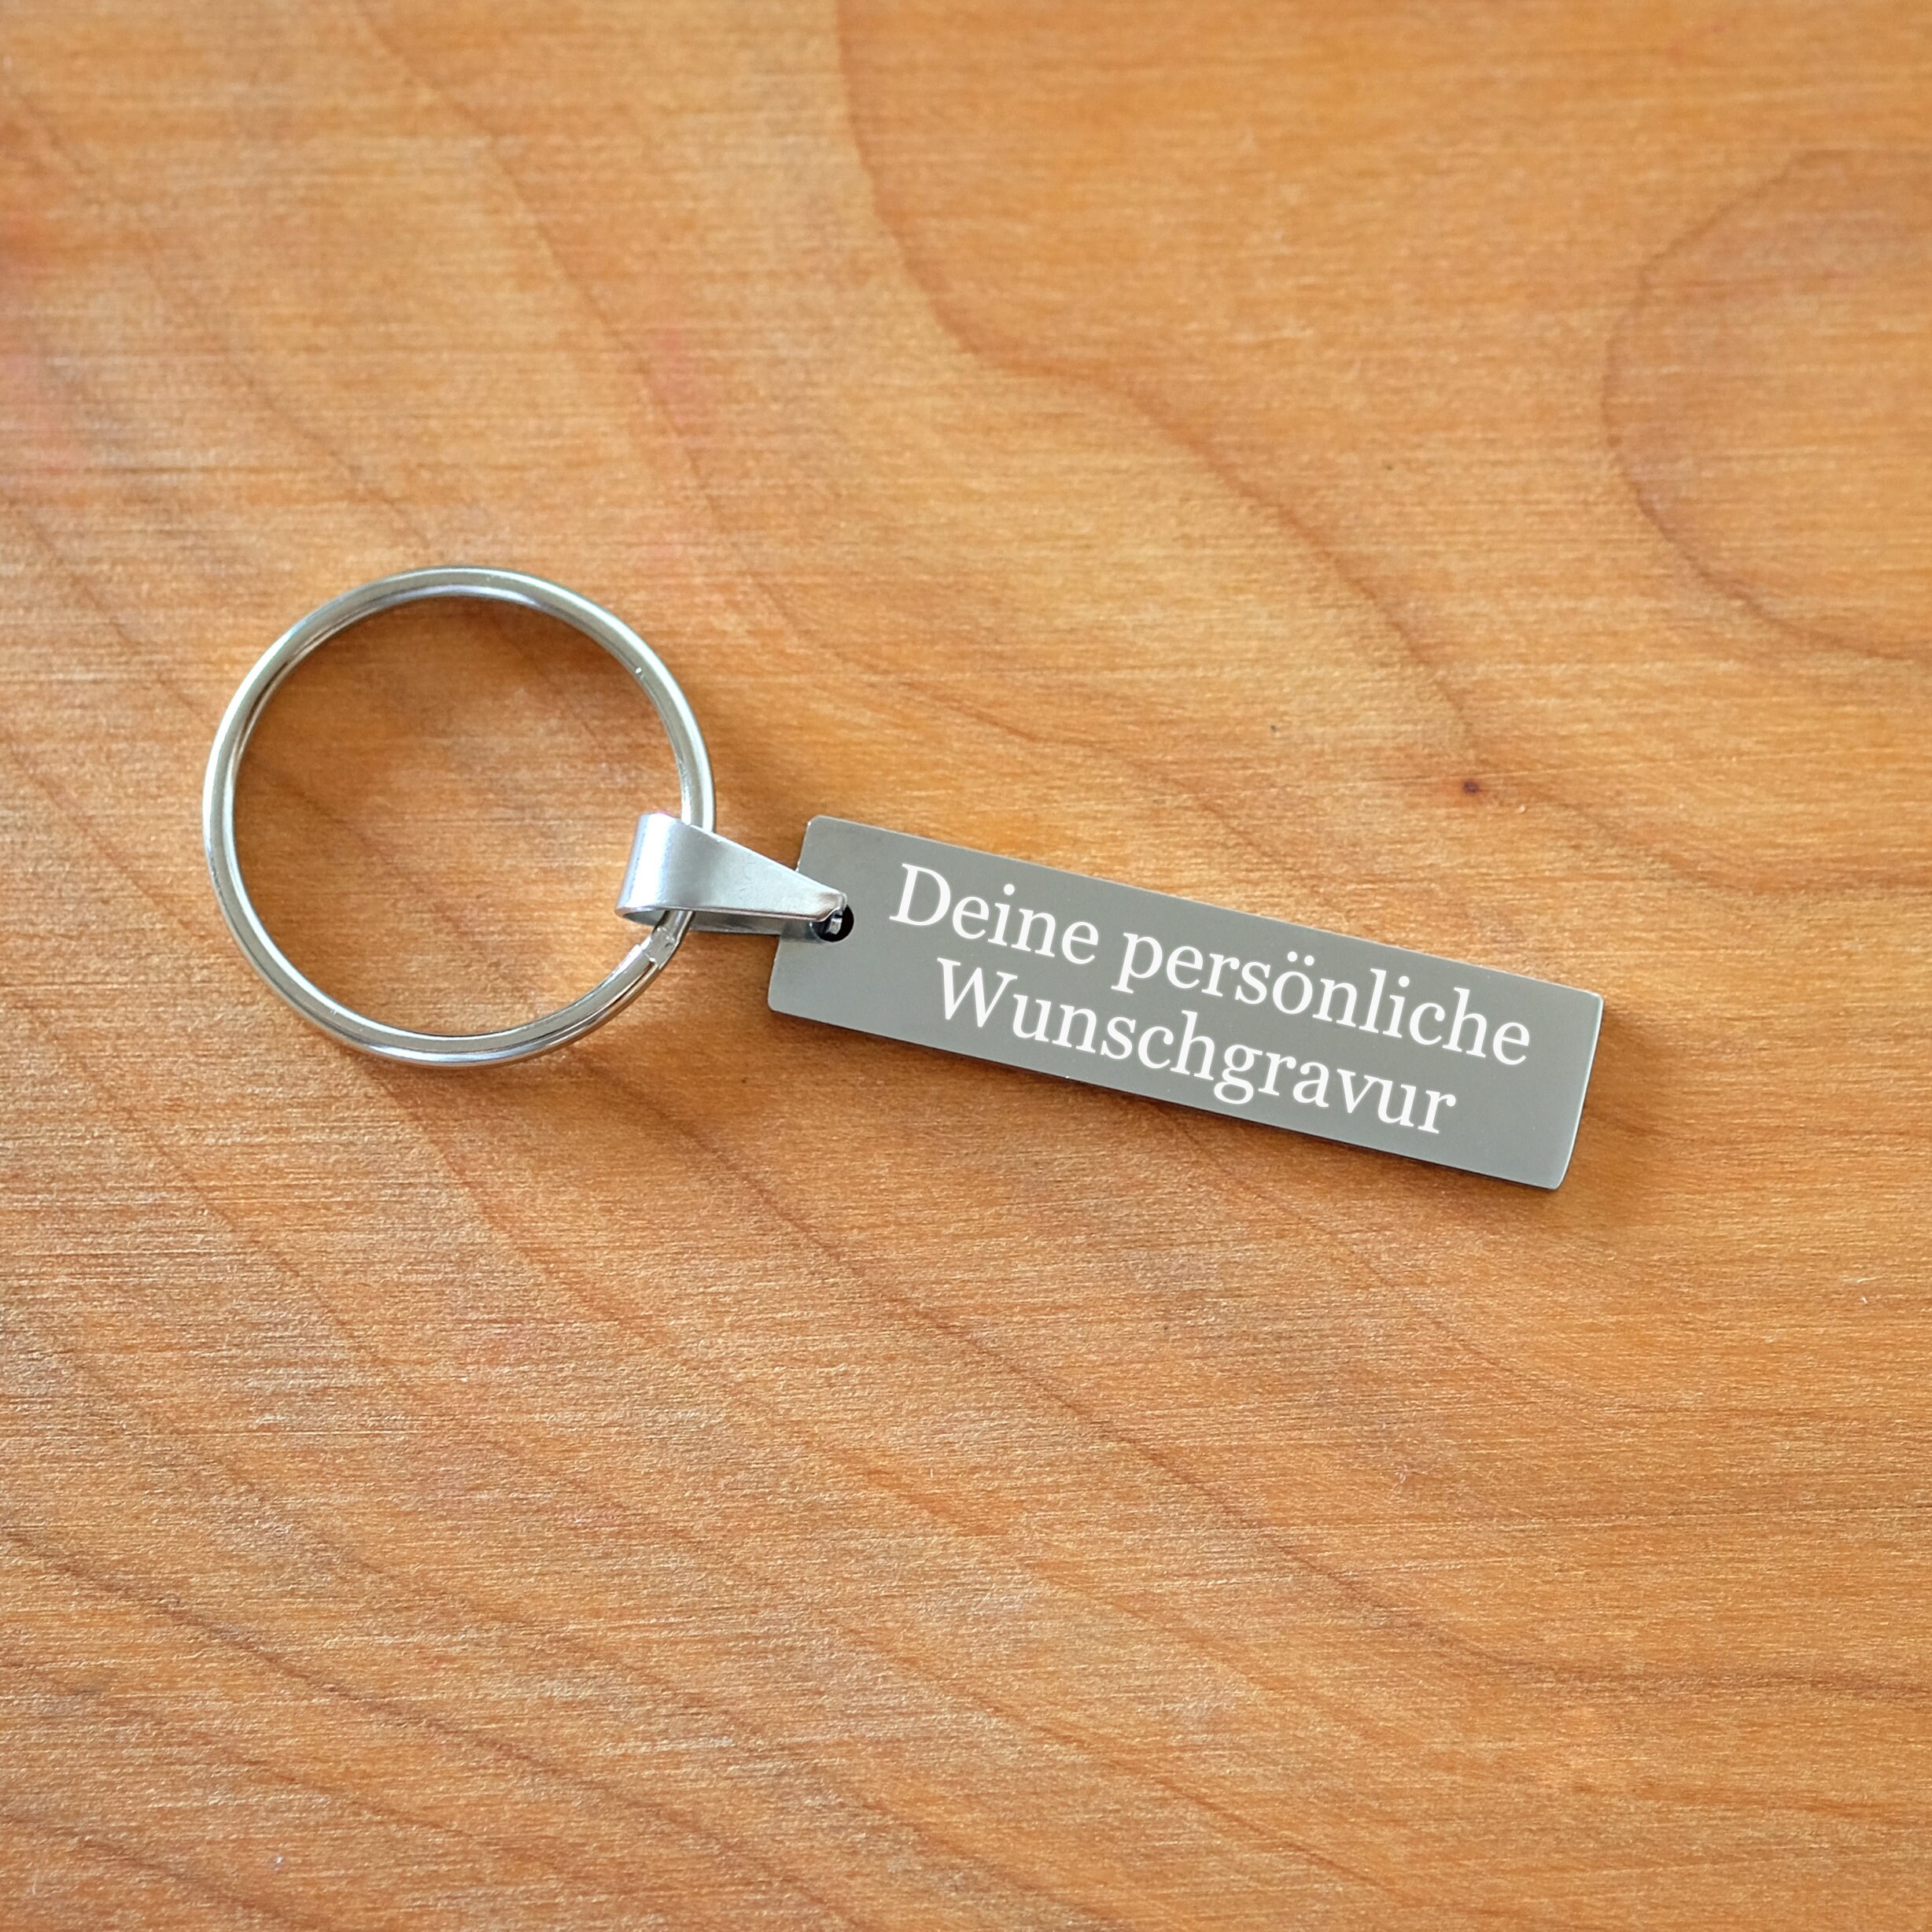 Deine persönliche
Wunschgravur